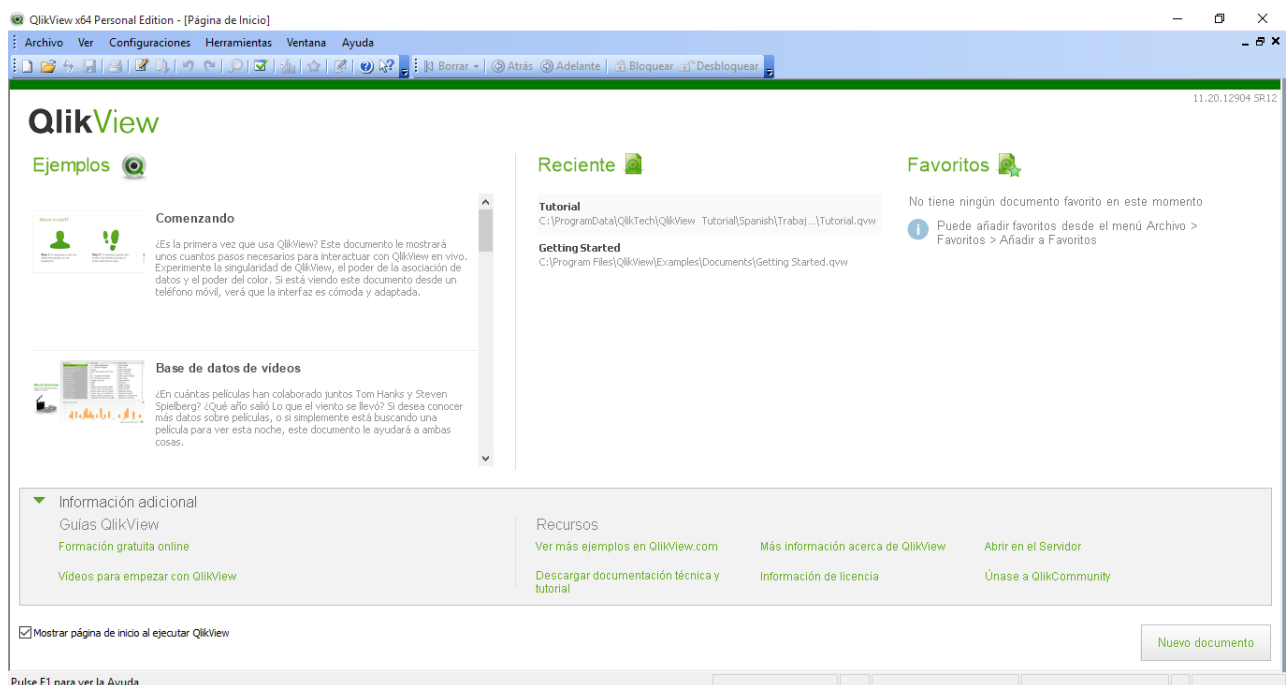 QlikView x64 Personal Edition - [Página de Inicio]
Archivo Ver Configuraciones Herramientas Ventana Ayuda
Borrar Atrás Adelante Bloquear Desbloquear
11.20.12904 SR12
QlikView
Ejemplos
Comenzando
¿Es la primera vez que usa QlikView? Este documento le mostrará
unos cuantos pasos necesarios para interactuar con QlikView en vivo.
Experimente la singularidad de QlikView, el poder de la asociación de
datos y el poder del color. Si está viendo este documento desde un
teléfono móvil, verá que la interfaz es cómoda y adaptada.
Base de datos de vídeos
¿En cuántas películas han colaborado juntos Tom Hanks y Steven
Spielberg? ¿Qué año salió Lo que el viento se llevó? Si desea conocer
más datos sobre películas, o si simplemente está buscando una
película para ver esta noche, este documento le ayudará a ambas
cosas.
Reciente
Tutorial
C:\ProgramData\QlikTech\QlikView Tutorial\Spanish\Trabaj...\Tutorial.qvw
Getting Started
C:\Program Files\QlikView\Examples\Documents\Getting Started.qvw
Favoritos
No tiene ningún documento favorito en este momento
Puede añadir favoritos desde el menú Archivo >
Favoritos > Añadir a Favoritos
Información adicional
Guías QlikView
Formación gratuita online
Vídeos para empezar con QlikView
Recursos
Ver más ejemplos en QlikView.com
Más información acerca de QlikView
Abrir en el Servidor
Descargar documentación técnica y
tutorial
Información de licencia
Únase a QlikCommunity
Mostrar página de inicio al ejecutar QlikView
Nuevo documento
Pulse F1 para ver la Ayuda